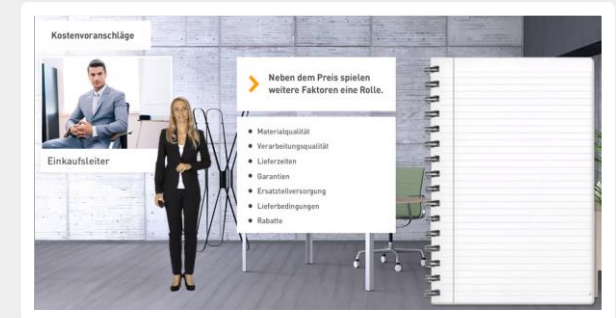 Kostenvoranschläge
Einkaufsleiter
Neben dem Preis spielen
weitere Faktoren eine Rolle.
Materialqualität
Verarbeitungsqualität
Lieferzeiten
Garantien
Ersatzteilversorgung
Lieferbedingungen
Rabatte